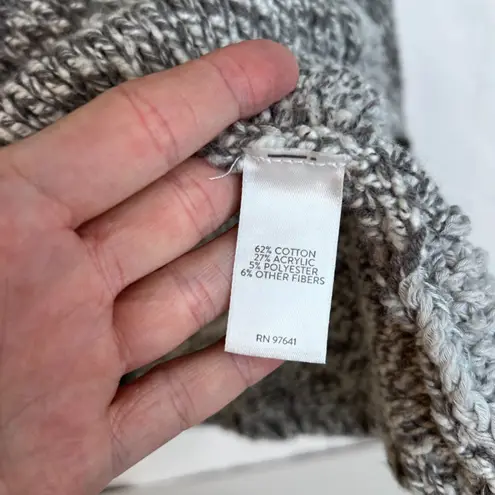 62% COTTON
27% ACRYLIC
5% POLYESTER
6% OTHER FIBERS
RN 97641